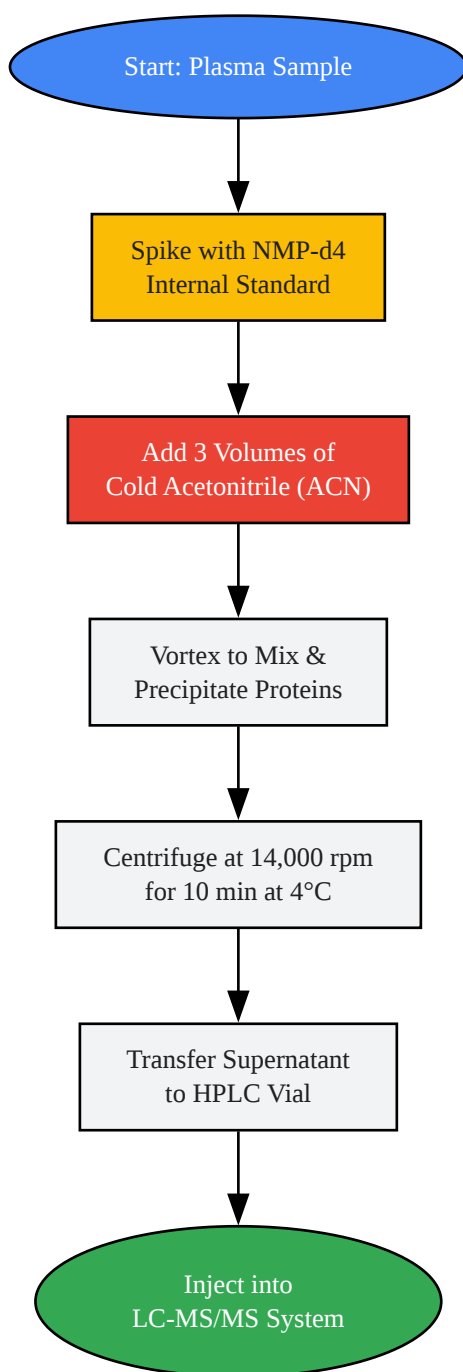 Start: Plasma Sample
Spike with NMP-d4
Internal Standard
Add 3 Volumes of
Cold Acetonitrile (ACN)
Vortex to Mix &
Precipitate Proteins
Centrifuge at 14,000 rpm
for 10 min at 4°C
Transfer Supernatant
to HPLC Vial
Inject into
LC-MS/MS System